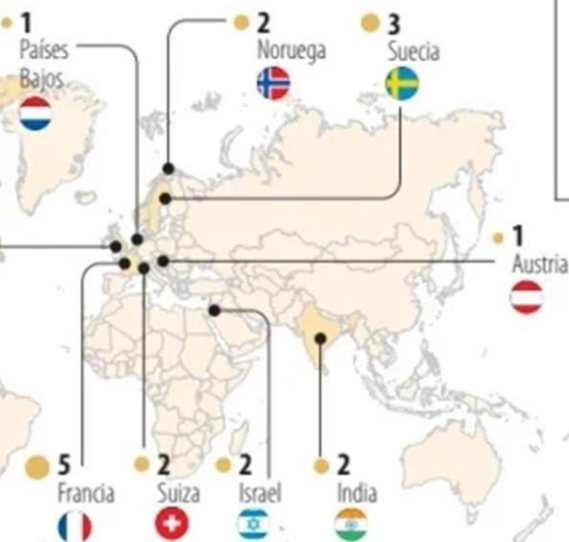 1
Países
Bajos
2
Noruega
3
Suecia
1
Austria
5
Francia
2
Suiza
2
Israel
2
India